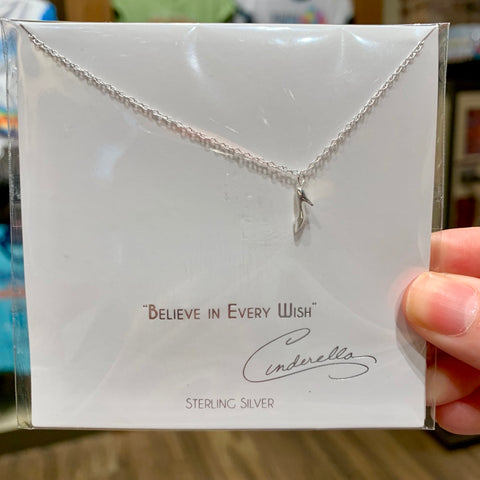 "Believe in Every Wish"
Cinderella
Sterling Silver